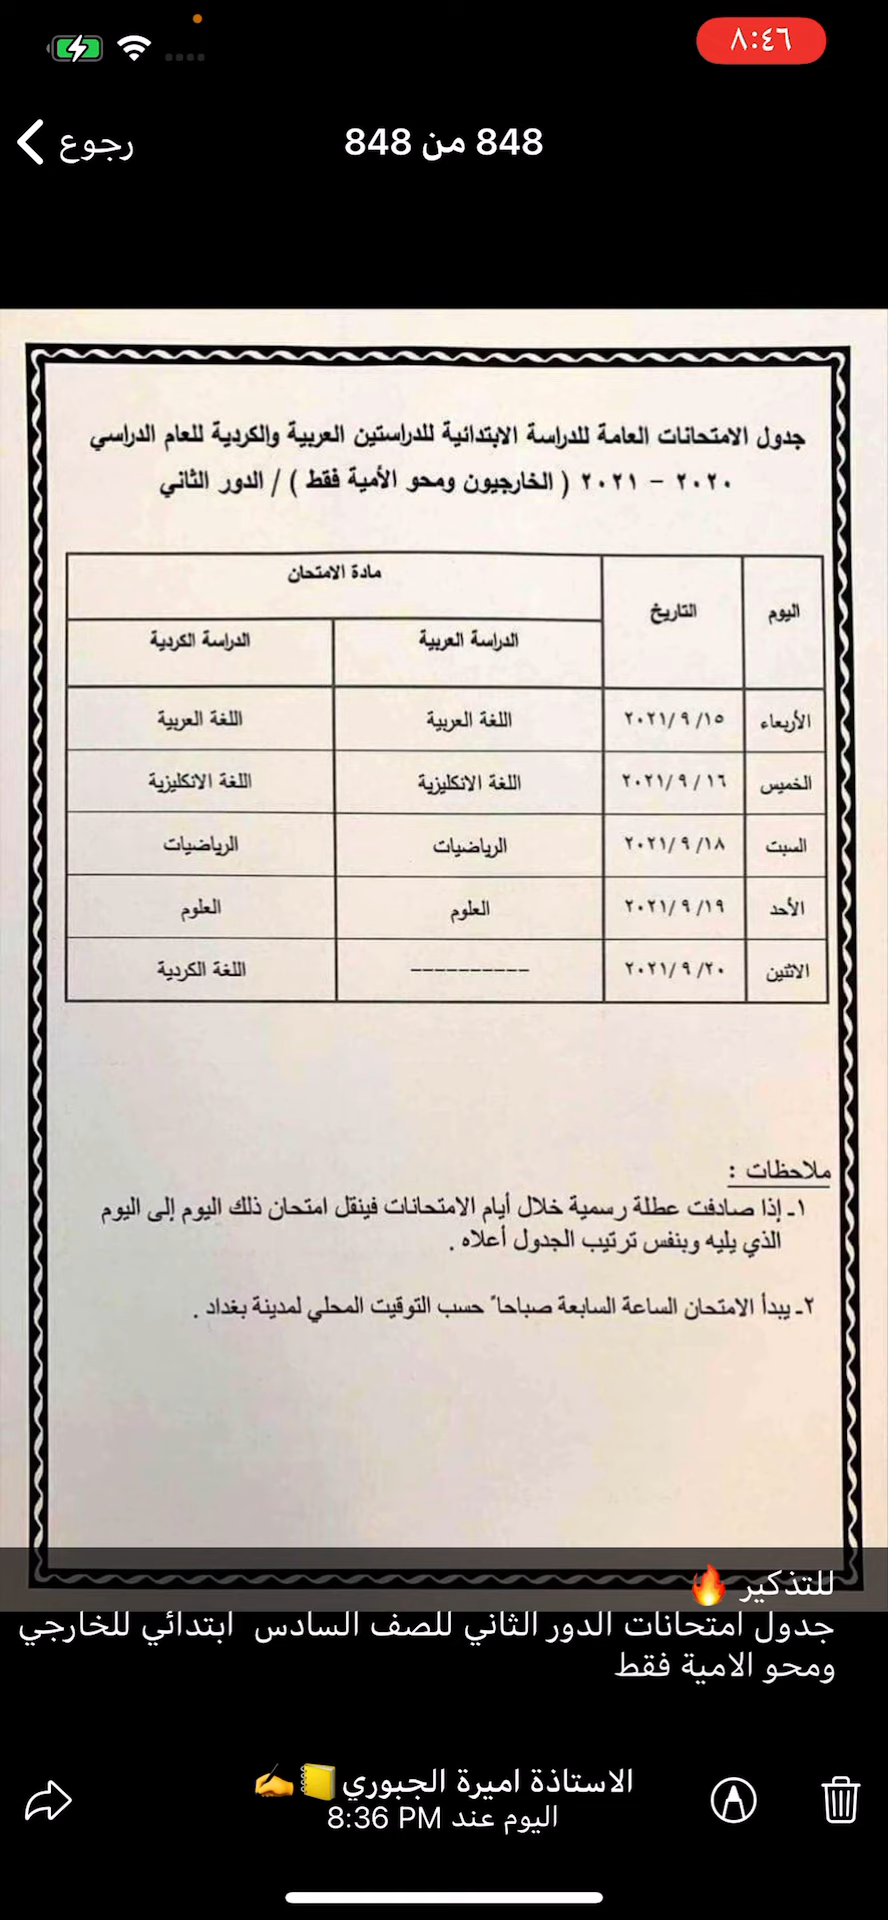 ٨:٤٦
رجوع
848 من 848
جدول الامتحانات العامة للدراسة الابتدائية للدراستين العربية والكردية للعام الدراسي
٢٠٢٠ – ٢٠٢١ ( الخارجيون ومحو الأمية فقط ) / الدور الثاني
اليوم التاريخ مادة الامتحان
الدراسة العربية الدراسة الكردية
الأربعاء ١٥/ ٩ /٢٠٢١ اللغة العربية اللغة العربية
الخميس ١٦ / ٩ /٢٠٢١ اللغة الانكليزية اللغة الانكليزية
السبت ١٨/ ٩ /٢٠٢١ الرياضيات الرياضيات
الأحد ١٩/ ٩ /٢٠٢١ العلوم العلوم
الاثنين ٢٠/ ٩ /٢٠٢١ ---------- اللغة الكردية
ملاحظات :
١ـ إذا صادفت عطلة رسمية خلال أيام الامتحانات فينقل امتحان ذلك اليوم إلى اليوم
الذي يليه وبنفس ترتيب الجدول أعلاه .
٢ـ يبدأ الامتحان الساعة السابعة صباحاً حسب التوقيت المحلي لمدينة بغداد .
للتذكير 🔥
جدول امتحانات الدور الثاني للصف السادس ابتدائي للخارجي
ومحو الامية فقط
الاستاذة اميرة الجبوري📒✍️
اليوم عند 8:36 PM